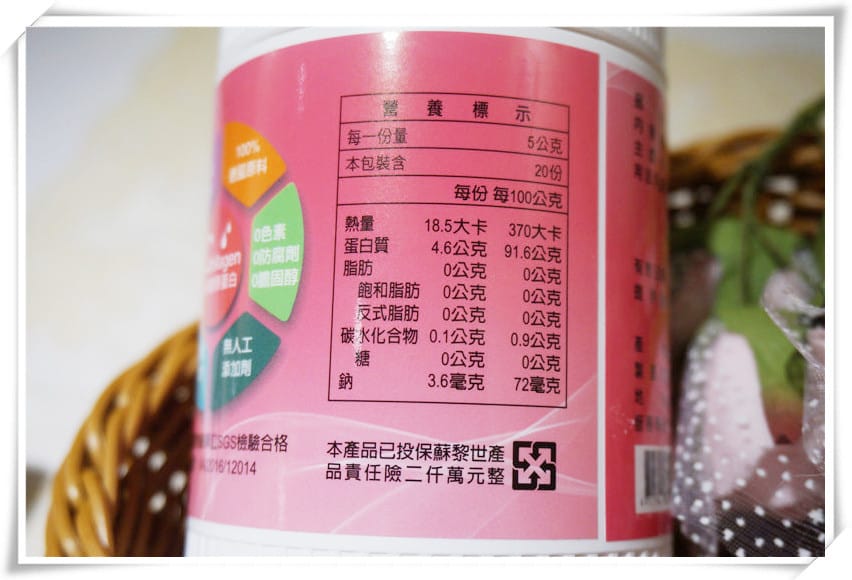 營養標示
每一份量 5公克
本包裝含 20份
每份 每100公克
熱量 18.5大卡 370大卡
蛋白質 4.6公克 91.6公克
脂肪 0公克 0公克
飽和脂肪 0公克 0公克
反式脂肪 0公克 0公克
碳水化合物 0.1公克 0.9公克
糖 0公克 0公克
鈉 3.6毫克 72毫克
100%
德國原料
0色素
0防腐劑
0膽固醇
無人工
添加劑
SGS檢驗合格
2016/12014
本產品已投保蘇黎世產
品責任險二仟萬元整